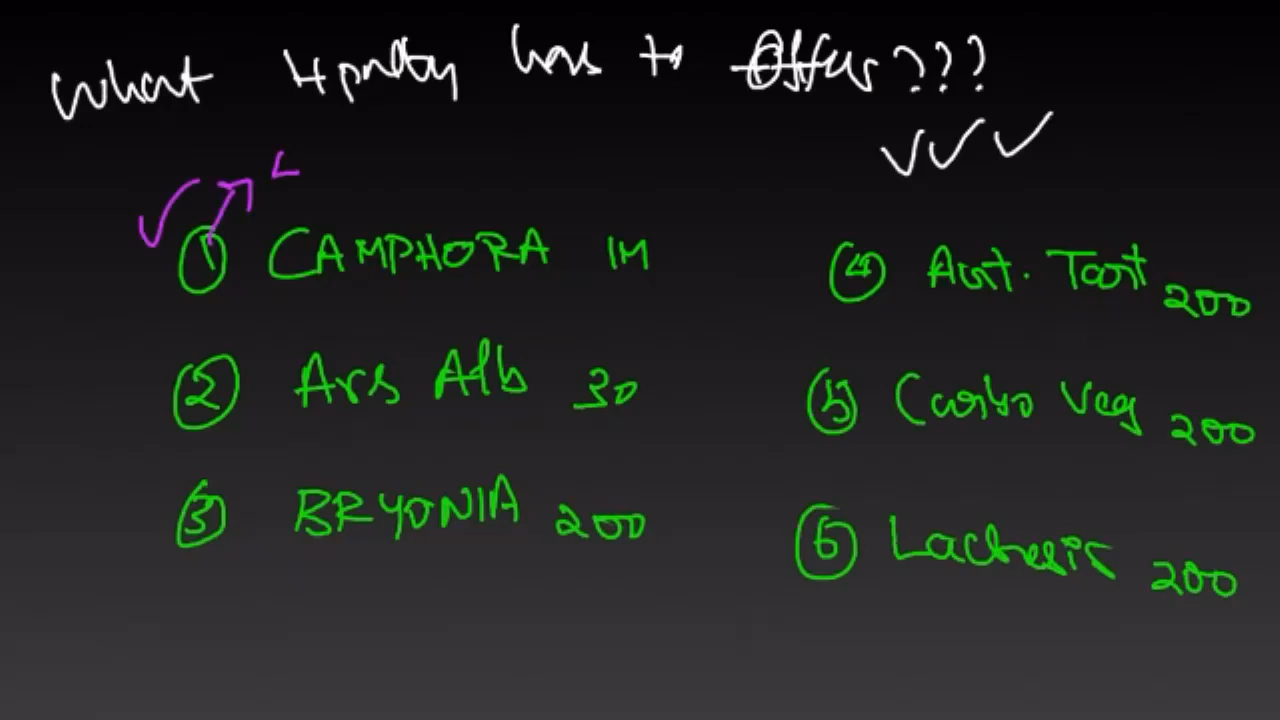 What Hpathy has to Offer???
① CAMPHORA 1M
② Ars Alb 30
③ BRYONIA 200
④ Ant. Tart 200
⑤ Carbo Veg 200
⑥ Lachesis 200